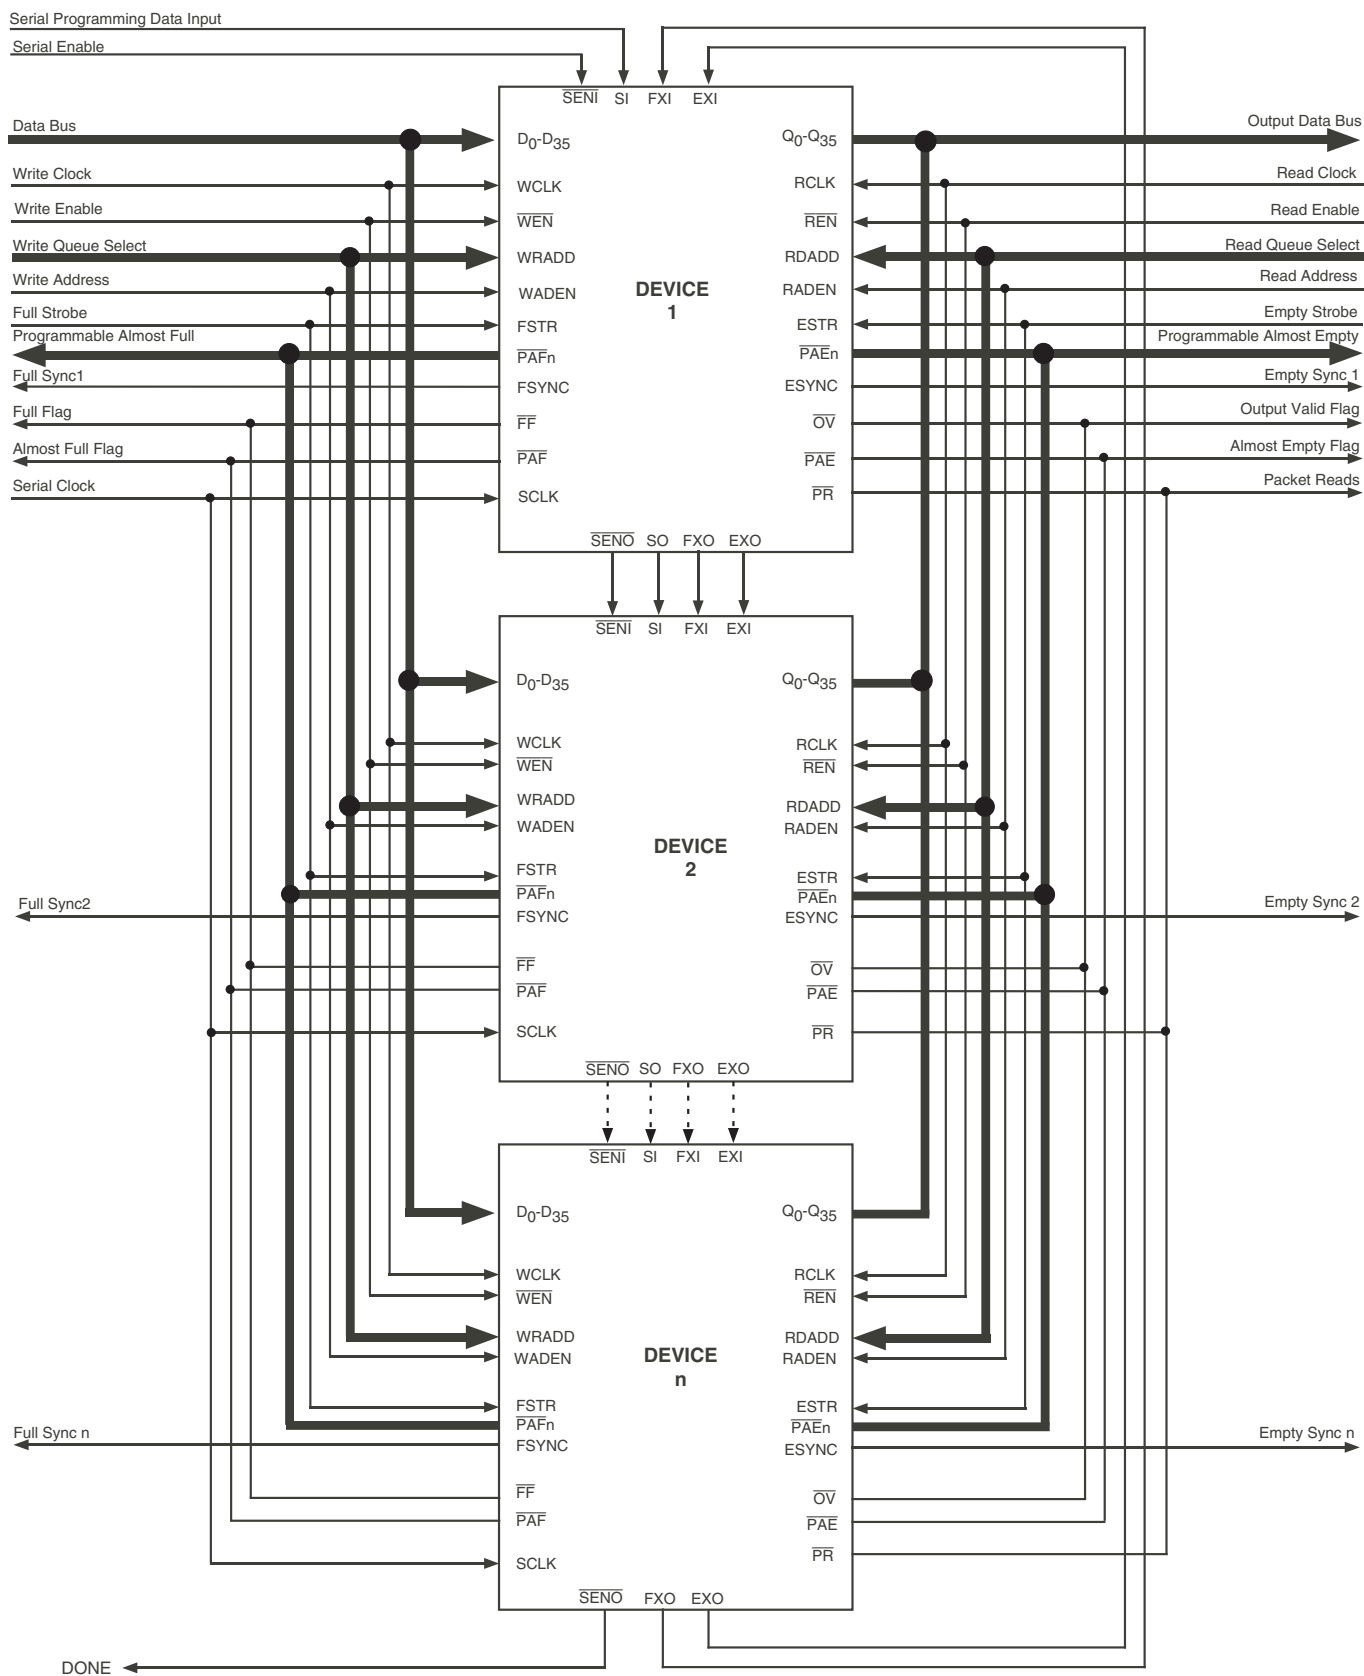 Serial Programming Data Input
Serial Enable
SENI SI FXI EXI
Data Bus D0-D35 Q0-Q35 Output Data Bus
Write Clock WCLK RCLK Read Clock
Write Enable WEN REN Read Enable
Write Queue Select WRADD RDADD Read Queue Select
Write Address WADEN RADEN Read Address
DEVICE
1
Full Strobe FSTR ESTR Empty Strobe
Programmable Almost Full PAFn PAEn Programmable Almost Empty
Full Sync1 FSYNC ESYNC Empty Sync 1
Full Flag FF OV Output Valid Flag
Almost Full Flag PAF PAE Almost Empty Flag
Serial Clock SCLK PR Packet Reads
SENO SO FXO EXO
SENI SI FXI EXI
D0-D35 Q0-Q35
WCLK RCLK
WEN REN
WRADD RDADD
WADEN RADEN
DEVICE
2
FSTR ESTR
PAFn PAEn
Full Sync2 FSYNC ESYNC Empty Sync 2
FF OV
PAF PAE
SCLK PR
SENO SO FXO EXO
SENI SI FXI EXI
D0-D35 Q0-Q35
WCLK RCLK
WEN REN
WRADD RDADD
WADEN RADEN
DEVICE
n
FSTR ESTR
PAFn PAEn
Full Sync n FSYNC ESYNC Empty Sync n
FF OV
PAF PAE
SCLK PR
SENO FXO EXO
DONE